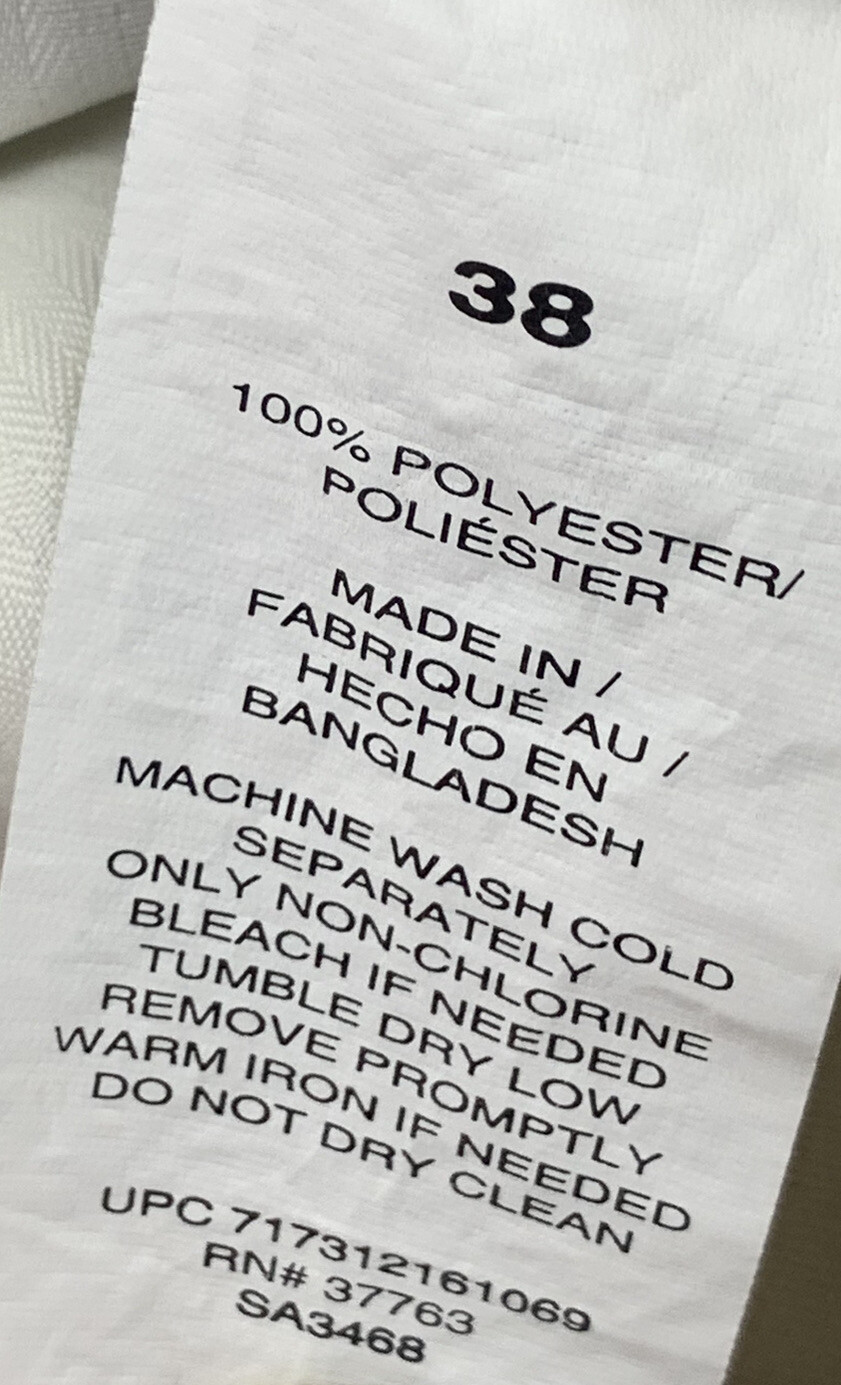 38
100% POLYESTER/
POLIÉSTER
MADE IN /
FABRIQUÉ AU /
HECHO EN
BANGLADESH
MACHINE WASH COLD
SEPARATELY
ONLY NON-CHLORINE
BLEACH IF NEEDED
TUMBLE DRY LOW
REMOVE PROMPTLY
WARM IRON IF NEEDED
DO NOT DRY CLEAN
UPC 717312161069
RN# 37763
SA3468